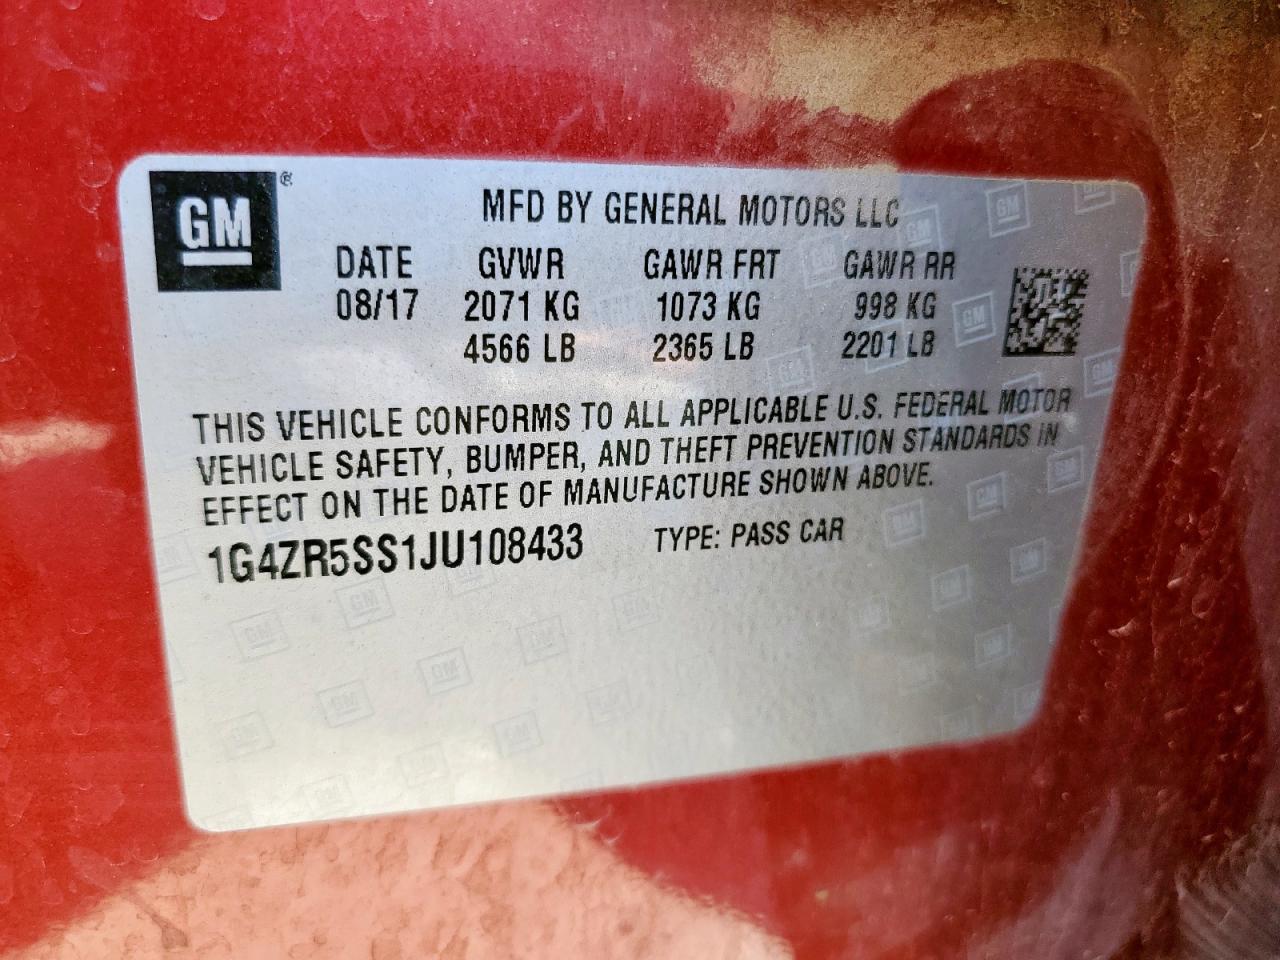 GM ®
MFD BY GENERAL MOTORS LLC
DATE GVWR GAWR FRT GAWR RR
08/17 2071 KG 1073 KG 998 KG
4566 LB 2365 LB 2201 LB
THIS VEHICLE CONFORMS TO ALL APPLICABLE U.S. FEDERAL MOTOR
VEHICLE SAFETY, BUMPER, AND THEFT PREVENTION STANDARDS IN
EFFECT ON THE DATE OF MANUFACTURE SHOWN ABOVE.
1G4ZR5SS1JU108433 TYPE: PASS CAR